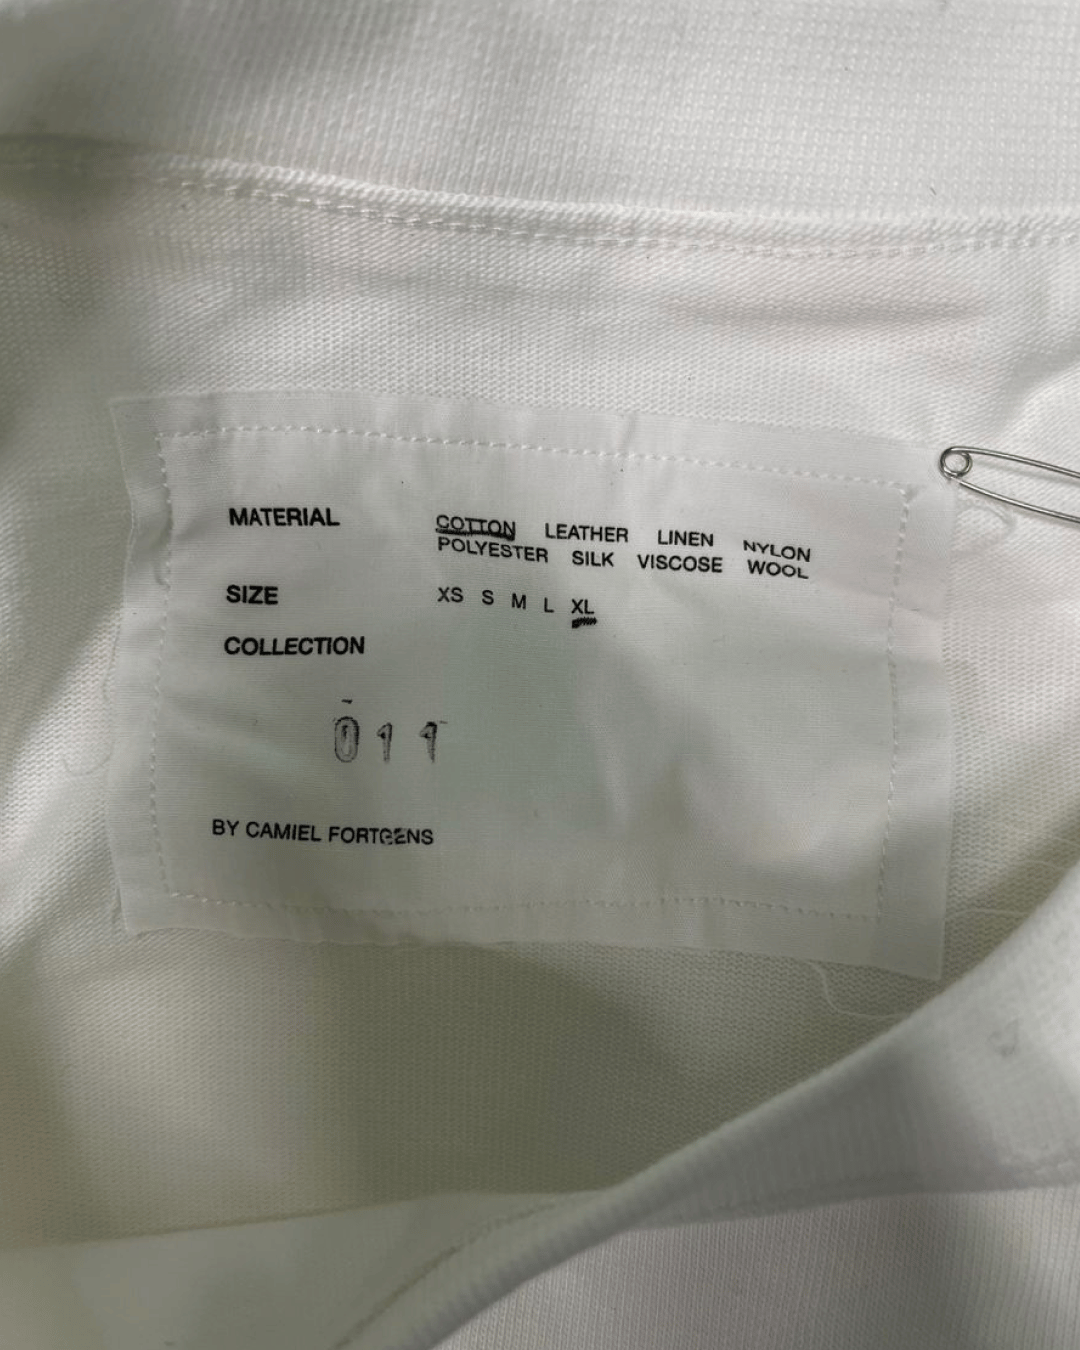 MATERIAL COTTON LEATHER LINEN NYLON
POLYESTER SILK VISCOSE WOOL
SIZE XS S M L XL
COLLECTION
011
BY CAMIEL FORTGENS